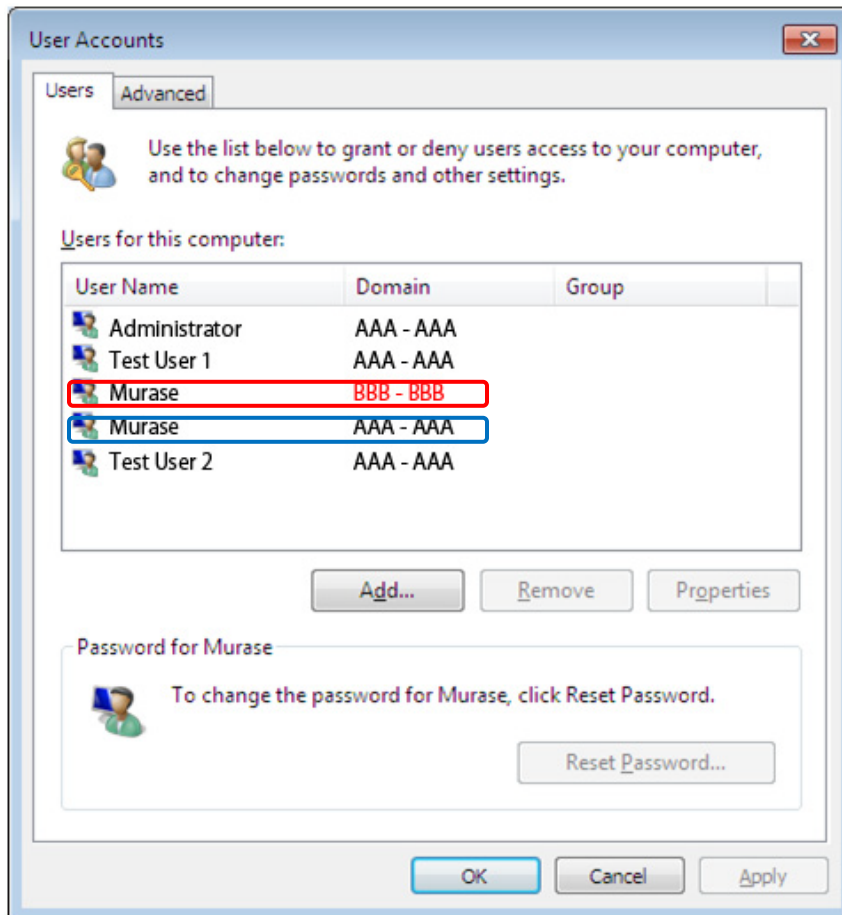 User Accounts
Users
Advanced
Use the list below to grant or deny users access to your computer,
and to change passwords and other settings.
Users for this computer:
User Name Domain Group
Administrator AAA - AAA
Test User 1 AAA - AAA
Murase BBB - BBB
Murase AAA - AAA
Test User 2 AAA - AAA
Add... Remove Properties
Password for Murase
To change the password for Murase, click Reset Password.
Reset Password...
OK Cancel Apply